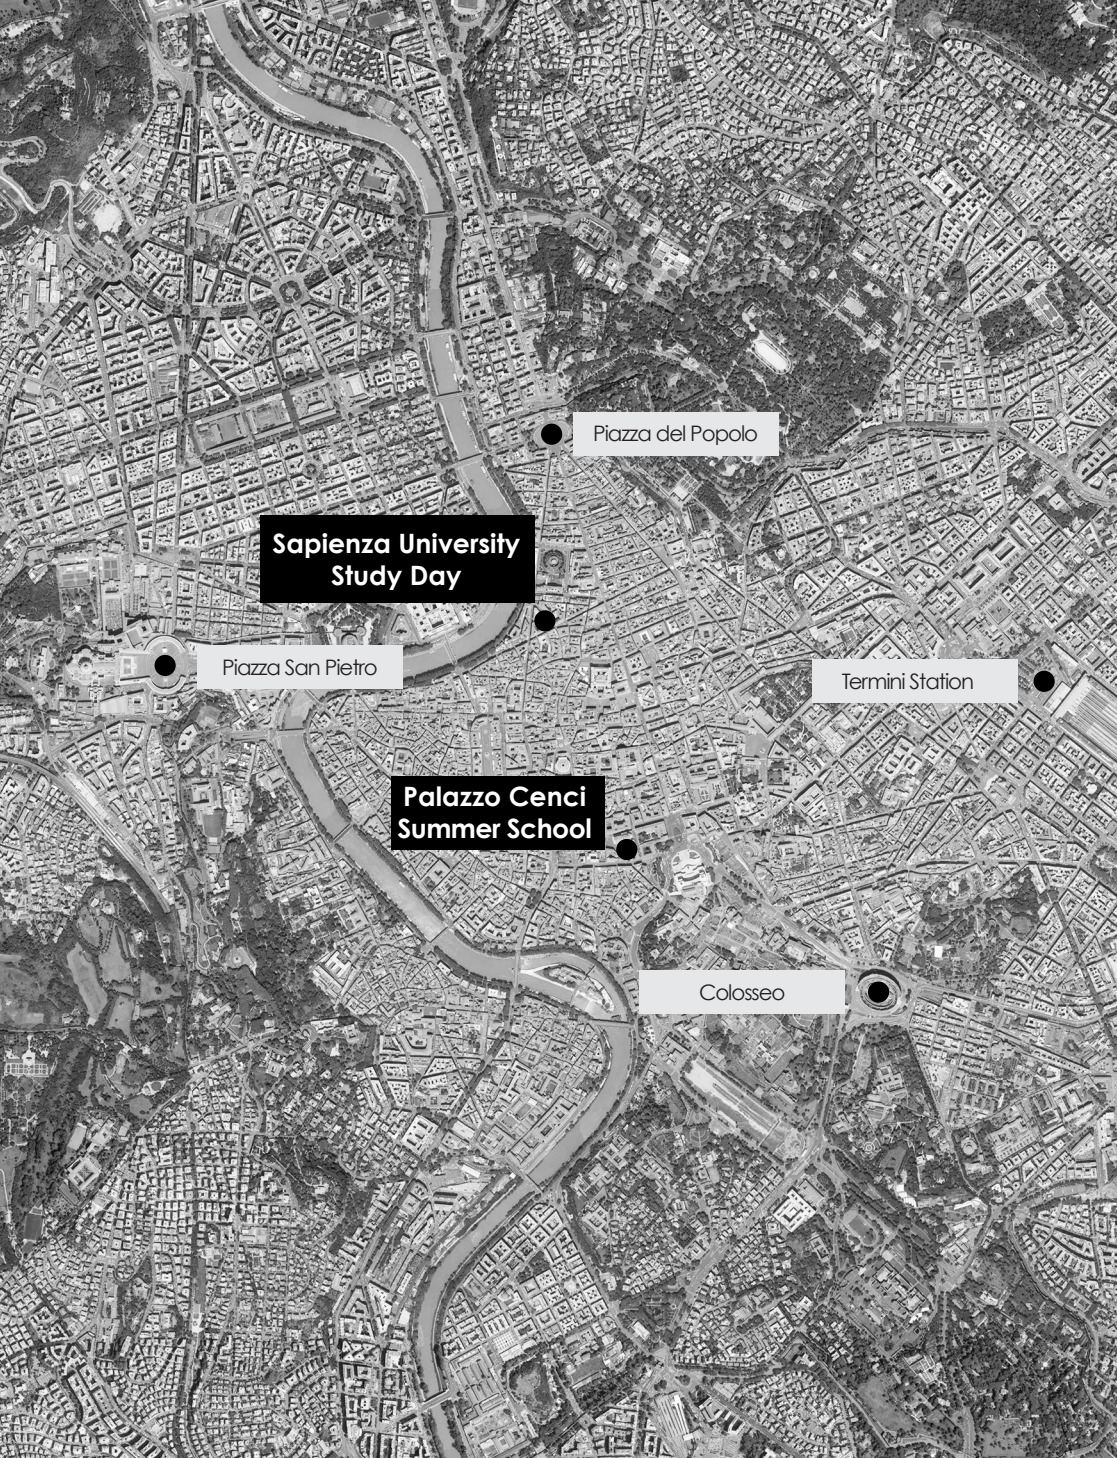 Piazza del Popolo
Sapienza University
Study Day
Piazza San Pietro
Termini Station
Palazzo Cenci
Summer School
Colosseo